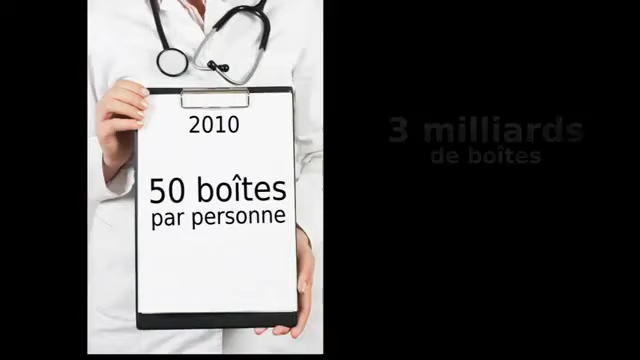 2010
50 boîtes
par personne
3 milliards
de boîtes